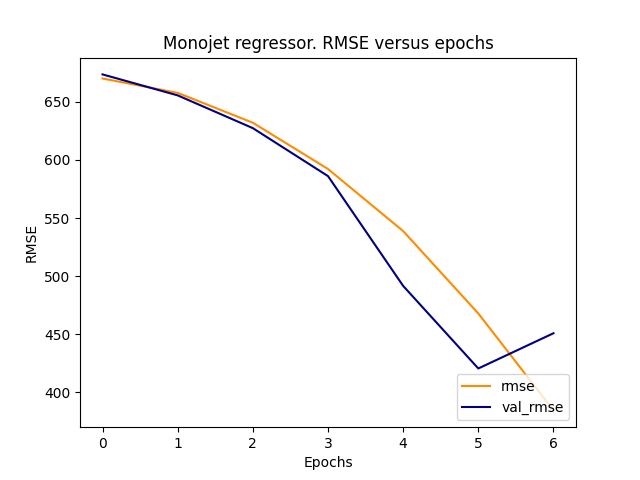 Monojet regressor. RMSE versus epochs
RMSE
650
600
550
500
450
400
rmse
val_rmse
0 1 2 3 4 5 6
Epochs